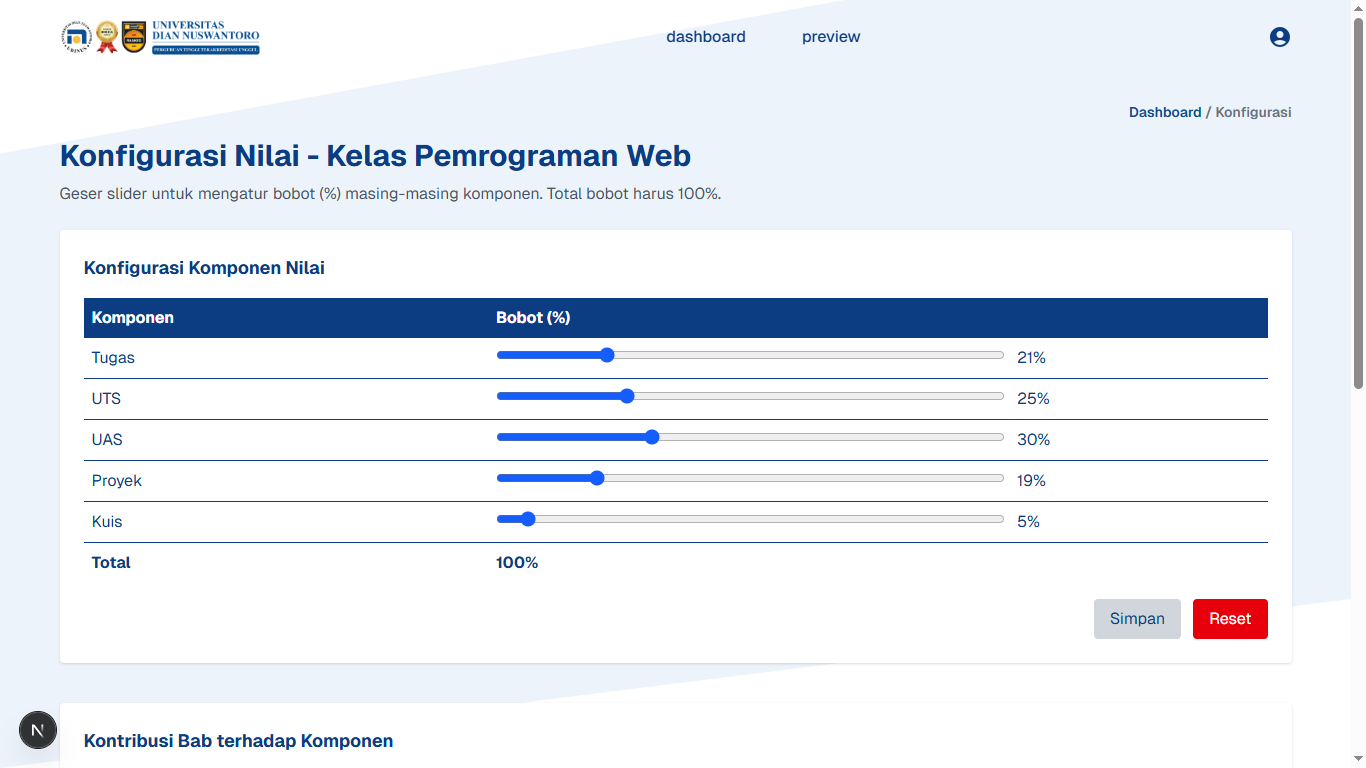 UNIVERSITAS
DIAN NUSWANTORO
PERGURUAN TINGGI TERAKREDITASI UNGGUL
dashboard
preview
Dashboard / Konfigurasi
Konfigurasi Nilai - Kelas Pemrograman Web
Geser slider untuk mengatur bobot (%) masing-masing komponen. Total bobot harus 100%.
Konfigurasi Komponen Nilai
Komponen Bobot (%)
Tugas 21%
UTS 25%
UAS 30%
Proyek 19%
Kuis 5%
Total 100%
Simpan
Reset
N
Kontribusi Bab terhadap Komponen